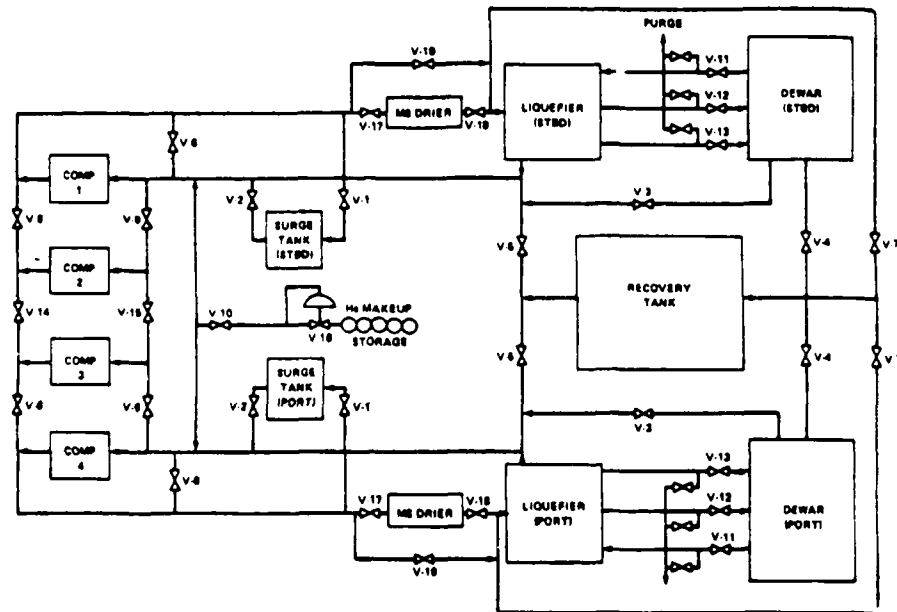 PURGE
V-19
V-11
V-12
V-13
V-17
MS DRIER
V-18
LIQUEFIER
(STBD)
DEWAR
(STBD)
V-6
COMP
1
V-2
V-1
V-3
SURGE
TANK
(STBD)
V-5
V-4
COMP
2
RECOVERY
TANK
V-14
V-15
V-10
He MAKEUP
V-16
STORAGE
COMP
3
SURGE
TANK
(PORT)
V-5
V-4
V-2
V-1
V-3
COMP
4
V-17
MS DRIER
LIQUEFIER
(PORT)
V-13
V-12
V-11
DEWAR
(PORT)
V-19